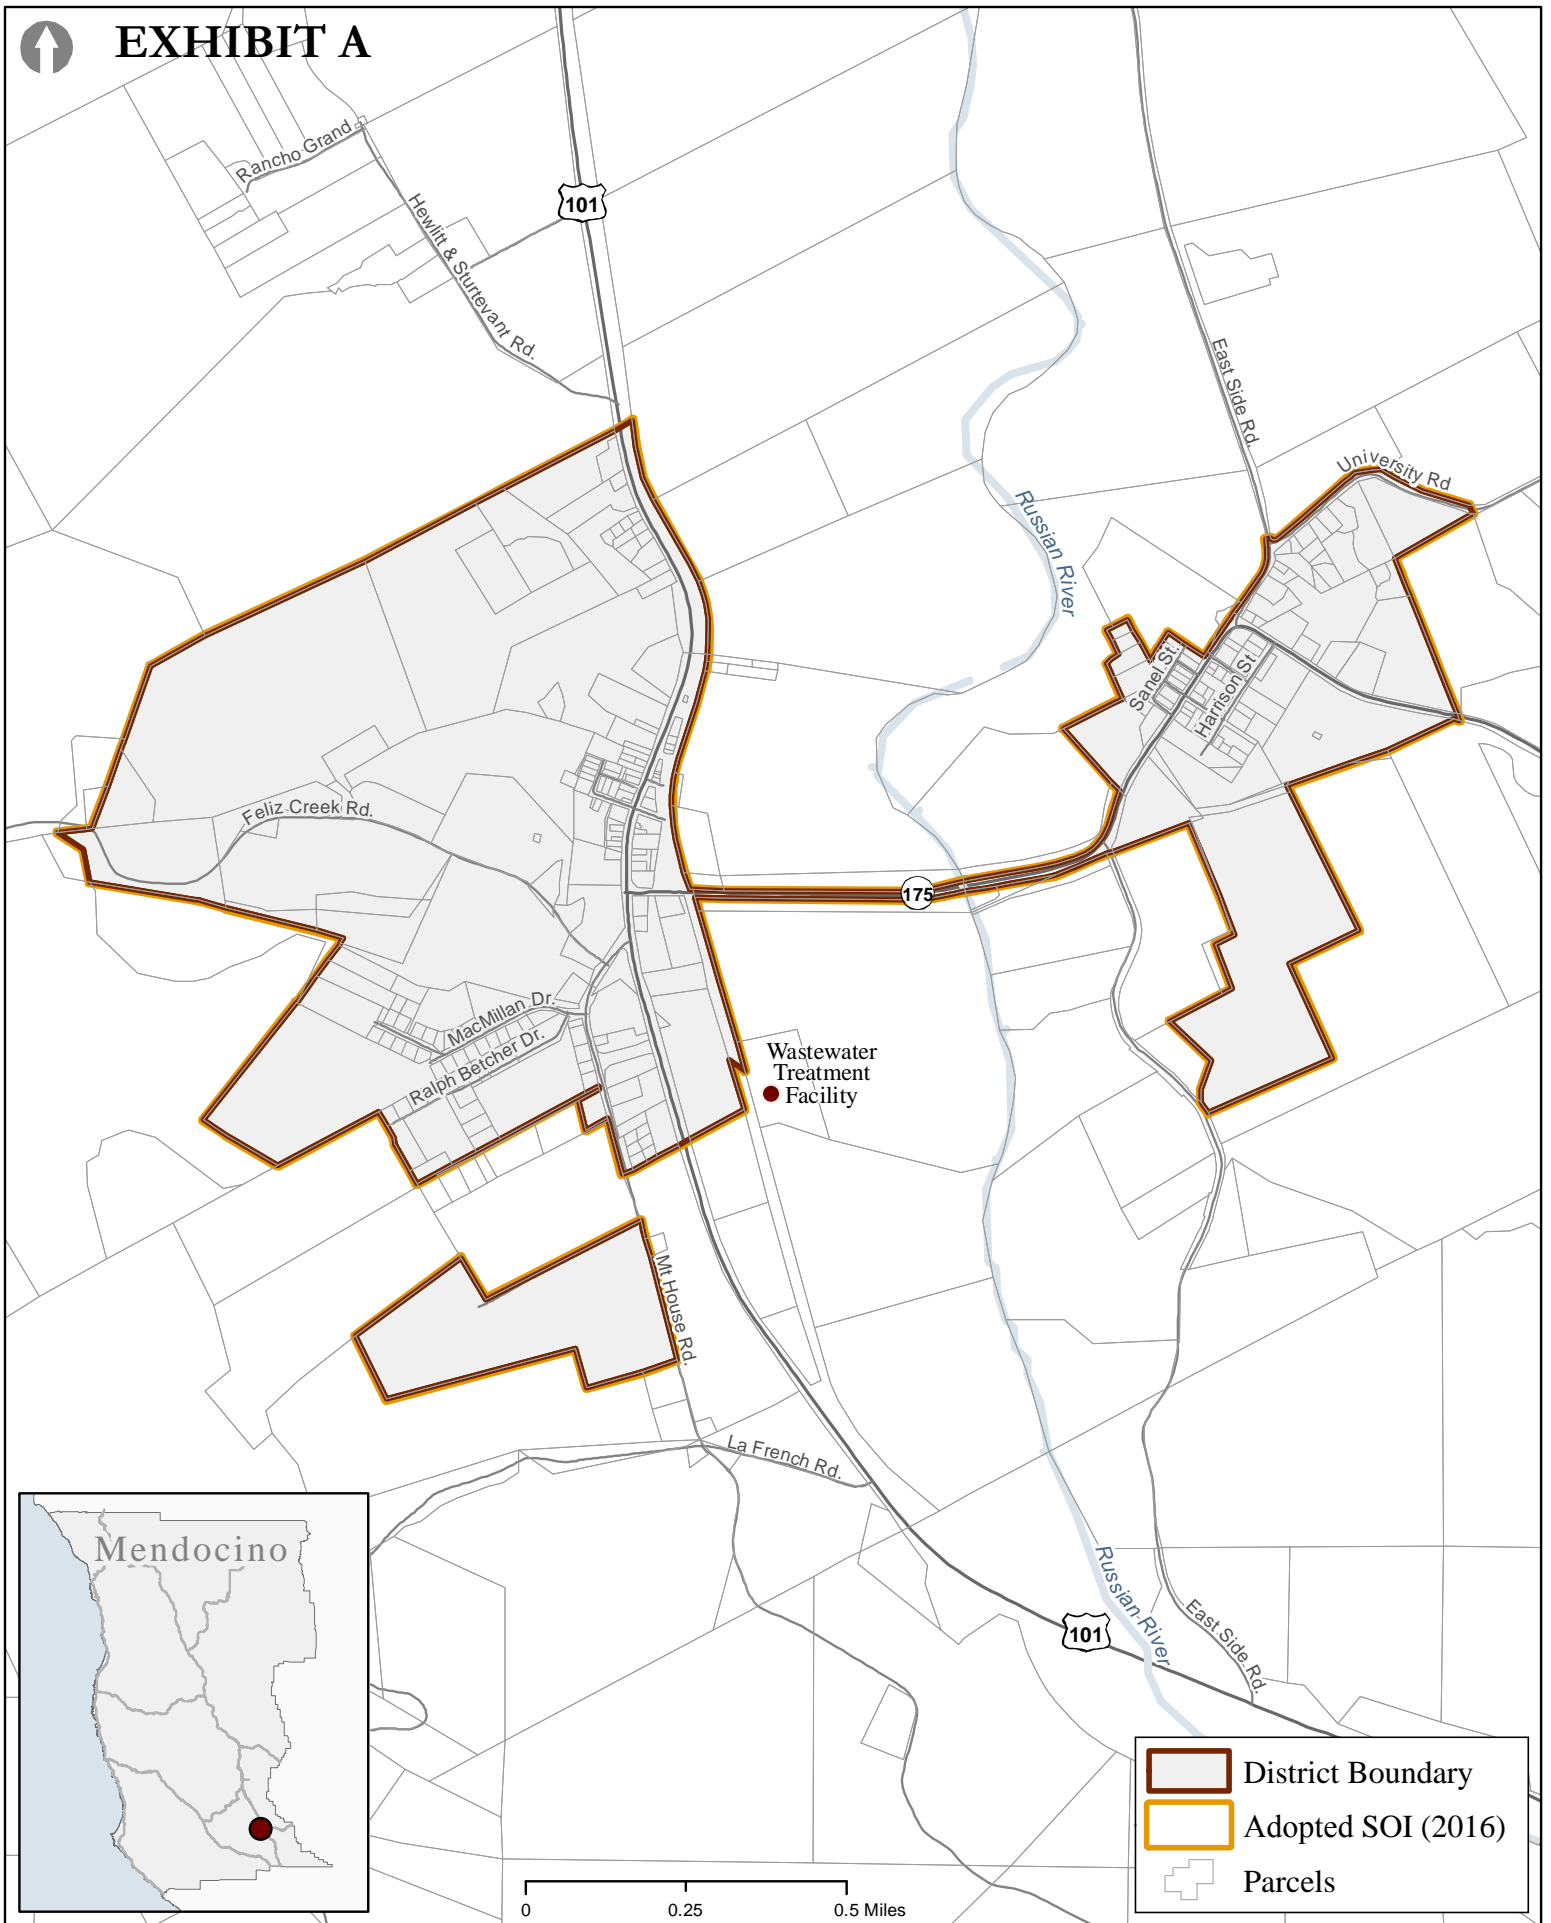 EXHIBIT A
Rancho Grand
101
Hewlitt & Sturtevant Rd.
East Side Rd.
University Rd
Russian River
Sanel St.
Harrison St
Feliz Creek Rd.
175
MacMillan Dr.
Ralph Betcher Dr.
Wastewater
Treatment
Facility
Mt House Rd.
La French Rd.
Mendocino
Russian River
101
East Side Rd.
District Boundary
Adopted SOI (2016)
Parcels
0 0.25 0.5 Miles